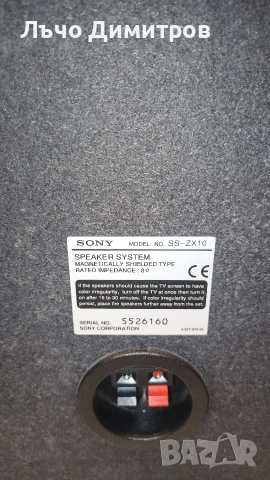 Лъчо Димитров
SONY MODEL NO. SS-ZX10
SPEAKER SYSTEM
MAGNETICALLY SHIELDED TYPE
RATED IMPEDANCE : 8Ω
CE
If the speakers should cause the TV screen to have
color irregularity, turn off the TV at once then turn it
on after 15 to 30 minutes. If color irregularity should
persist, place the speakers further away from the set.
SERIAL NO. 5526160
SONY CORPORATION
bazar